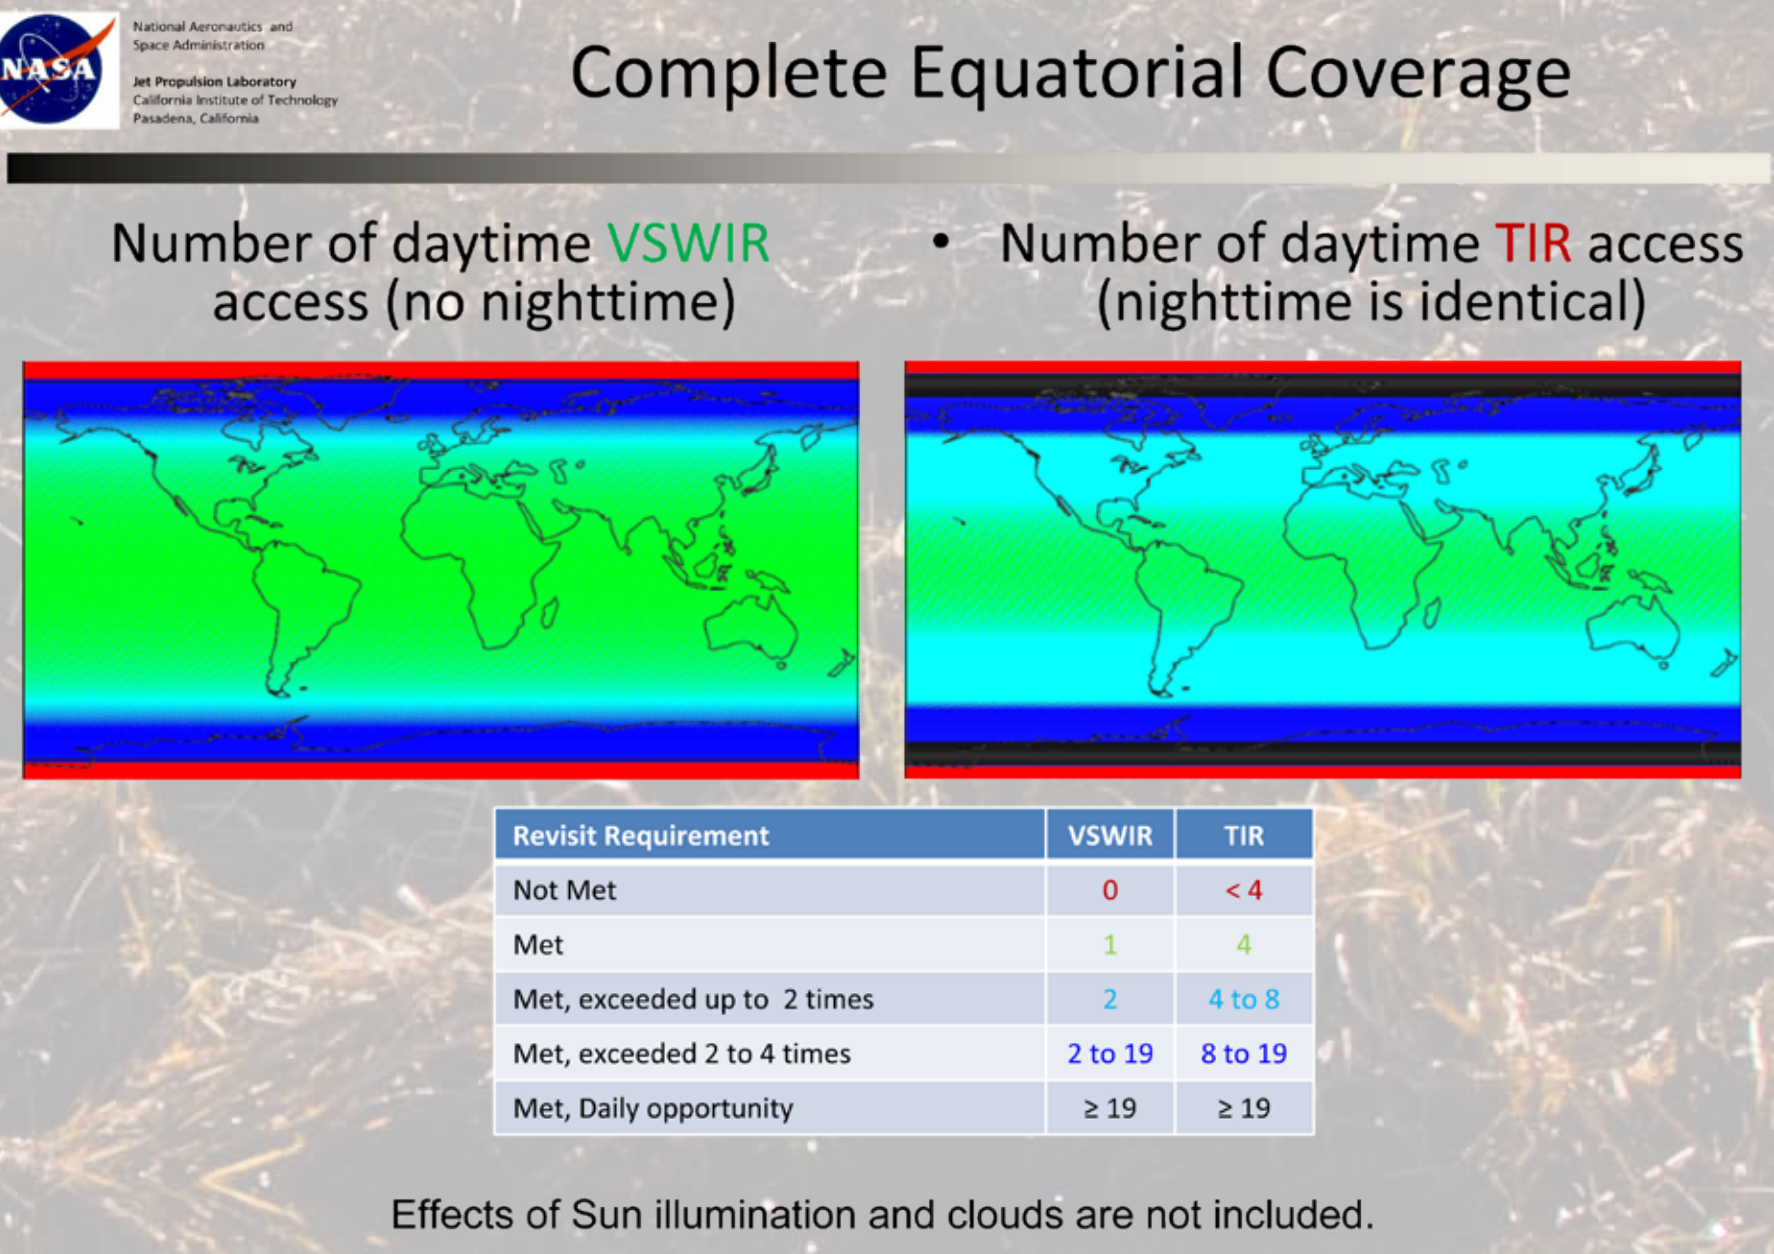 NASA
National Aeronautics and
Space Administration
Jet Propulsion Laboratory
California Institute of Technology
Pasadena, California
Complete Equatorial Coverage
Number of daytime VSWIR
access (no nighttime)
• Number of daytime TIR access
(nighttime is identical)
Revisit Requirement VSWIR TIR
Not Met 0 < 4
Met 1 4
Met, exceeded up to 2 times 2 4 to 8
Met, exceeded 2 to 4 times 2 to 19 8 to 19
Met, Daily opportunity ≥ 19 ≥ 19
Effects of Sun illumination and clouds are not included.